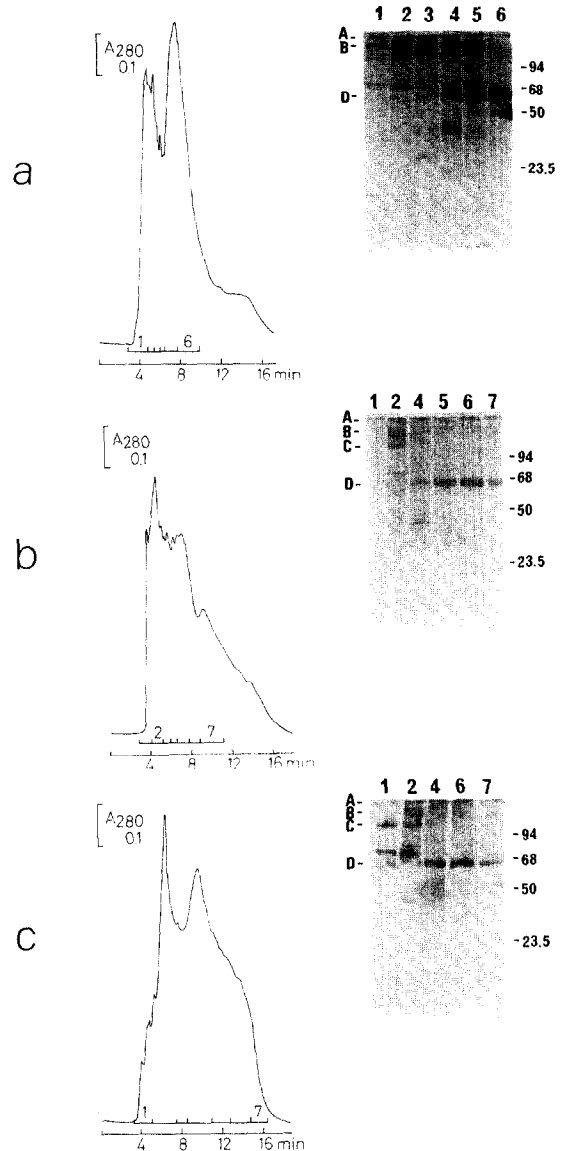 a
A280
0.1
1 6
4 8 12 16 min
1 2 3 4 5 6
A-
B-
D-
-94
-68
-50
-23.5
b
A280
0.1
2 7
4 8 12 16 min
1 2 4 5 6 7
A-
B-
C-
D-
-94
-68
-50
-23.5
c
A280
0.1
1 7
4 8 12 16 min
1 2 4 6 7
A-
B-
C-
D-
-94
-68
-50
-23.5